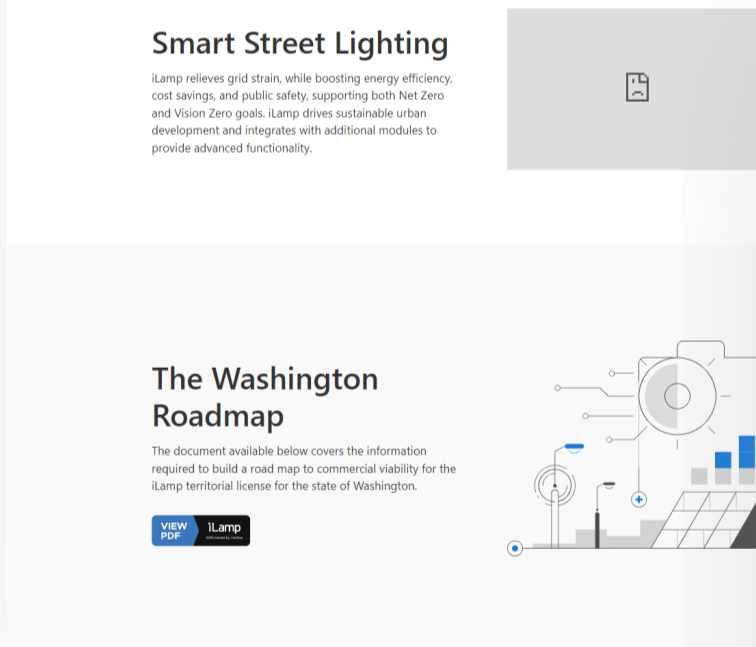 Smart Street Lighting
iLamp relieves grid strain, while boosting energy efficiency,
cost savings, and public safety, supporting both Net Zero
and Vision Zero goals. iLamp drives sustainable urban
development and integrates with additional modules to
provide advanced functionality.
The Washington
Roadmap
The document available below covers the information
required to build a road map to commercial viability for the
iLamp territorial license for the state of Washington.
VIEW
PDF
iLamp